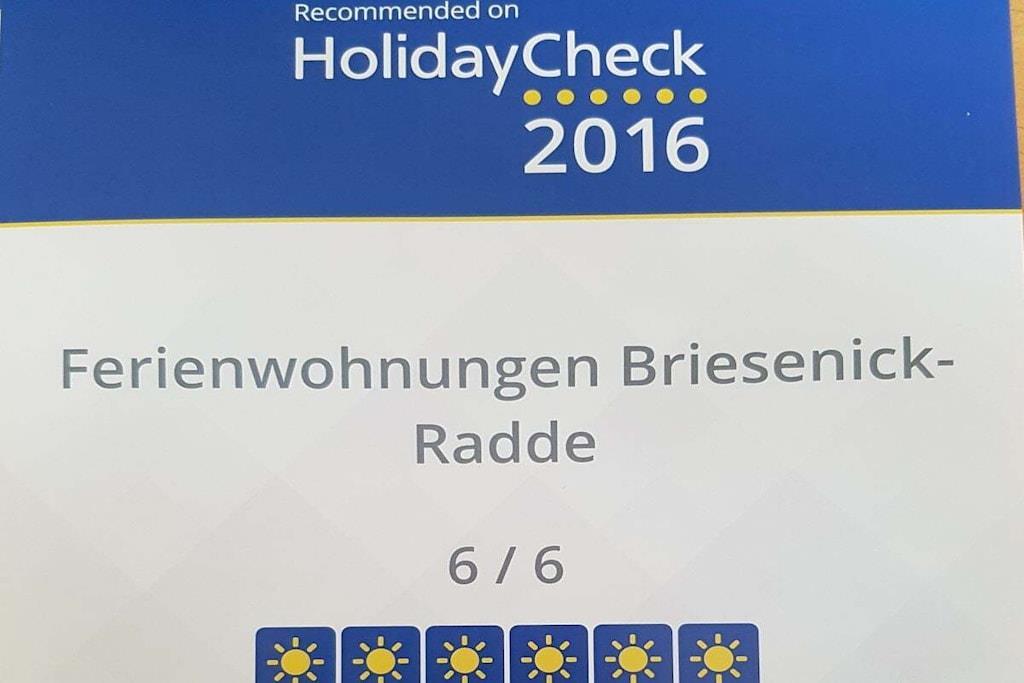 Recommended on
HolidayCheck
2016
Ferienwohnungen Briesenick-
Radde
6 / 6